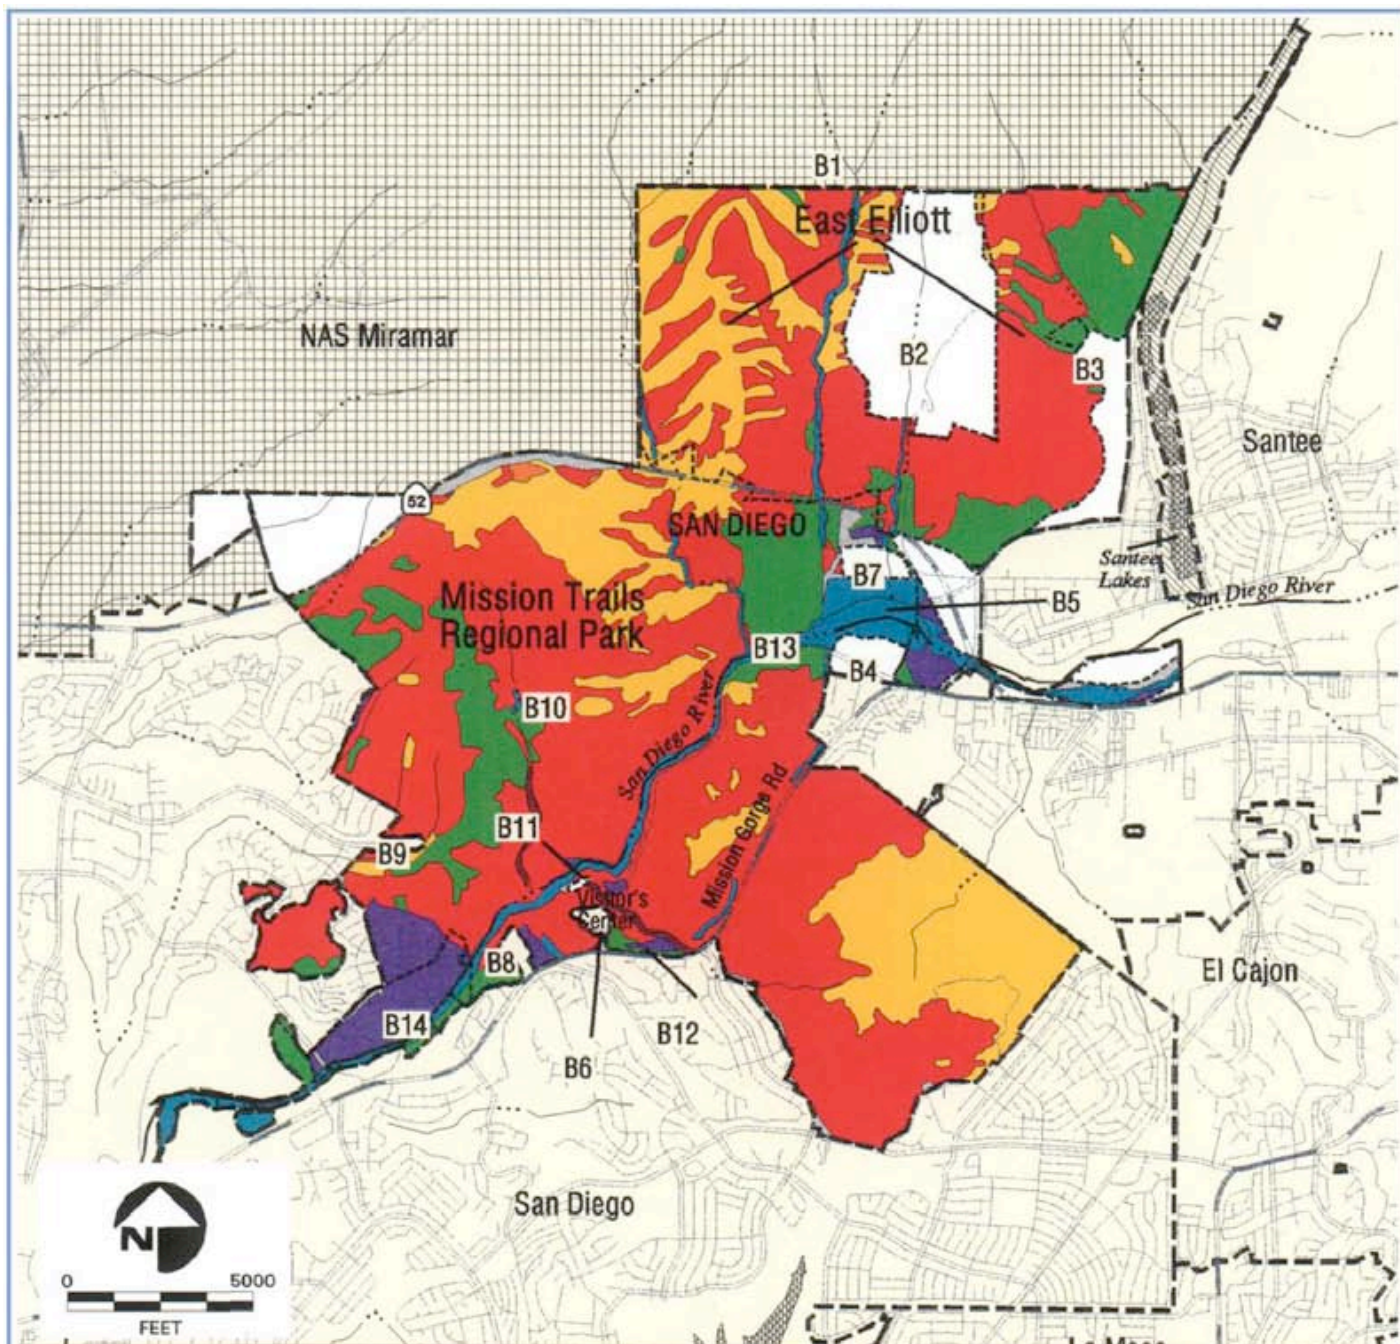 B1
East Elliott
NAS Miramar
B2
B3
Santee
52
SAN DIEGO
Santee
Lakes
San Diego River
B7
B5
Mission Trails
Regional Park
B13
B4
B10
San Diego River
B11
Mission Gorge Rd
B9
Visitor's
Center
B8
El Cajon
B14
B12
B6
San Diego
N
0 5000
FEET